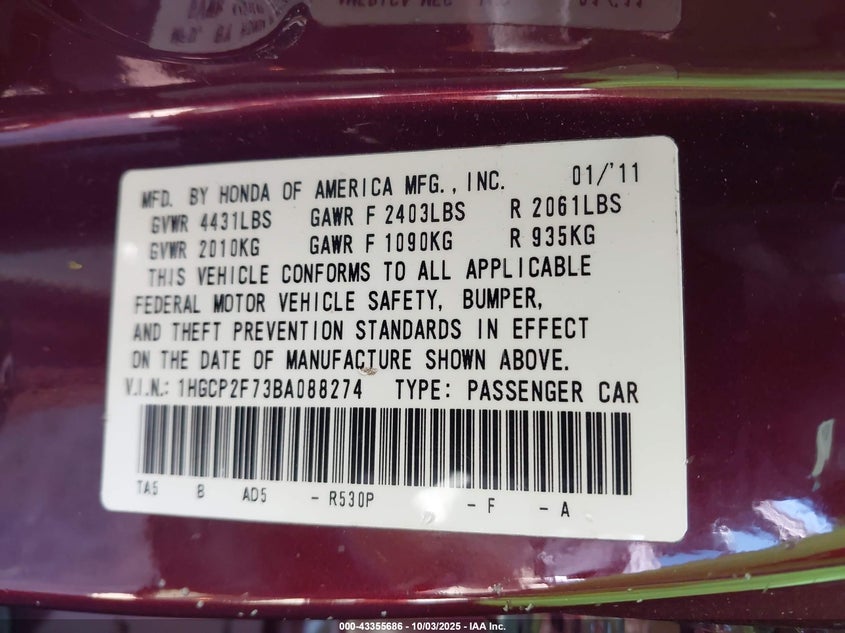 MFD. BY HONDA OF AMERICA MFG., INC. 01/'11
GVWR 4431LBS GAWR F 2403LBS R 2061LBS
GVWR 2010KG GAWR F 1090KG R 935KG
THIS VEHICLE CONFORMS TO ALL APPLICABLE
FEDERAL MOTOR VEHICLE SAFETY, BUMPER,
AND THEFT PREVENTION STANDARDS IN EFFECT
ON THE DATE OF MANUFACTURE SHOWN ABOVE.
V.I.N.: 1HGCP2F73BA088274 TYPE: PASSENGER CAR
TA5 B AD5 - R530P - F - A
000-43355686 - 10/03/2025 - IAA Inc.